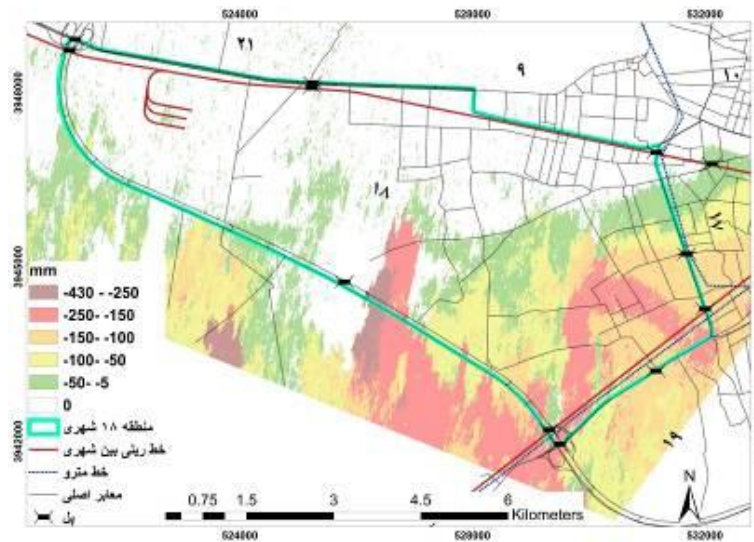 524000 528000 532000
۲۱
۹
۱۰
3948000
۱۸
۱۷
3945000
mm
-430 - -250
-250 - -150
-150 - -100
-100 - -50
-50 - -5
0
منطقه ۱۸ شهری
خط ریلی بین شهری
خط مترو
معابر اصلی
پل
3942000
۱۹
N
0.75 1.5 3 4.5 6
Kilometers
524000 528000 532000